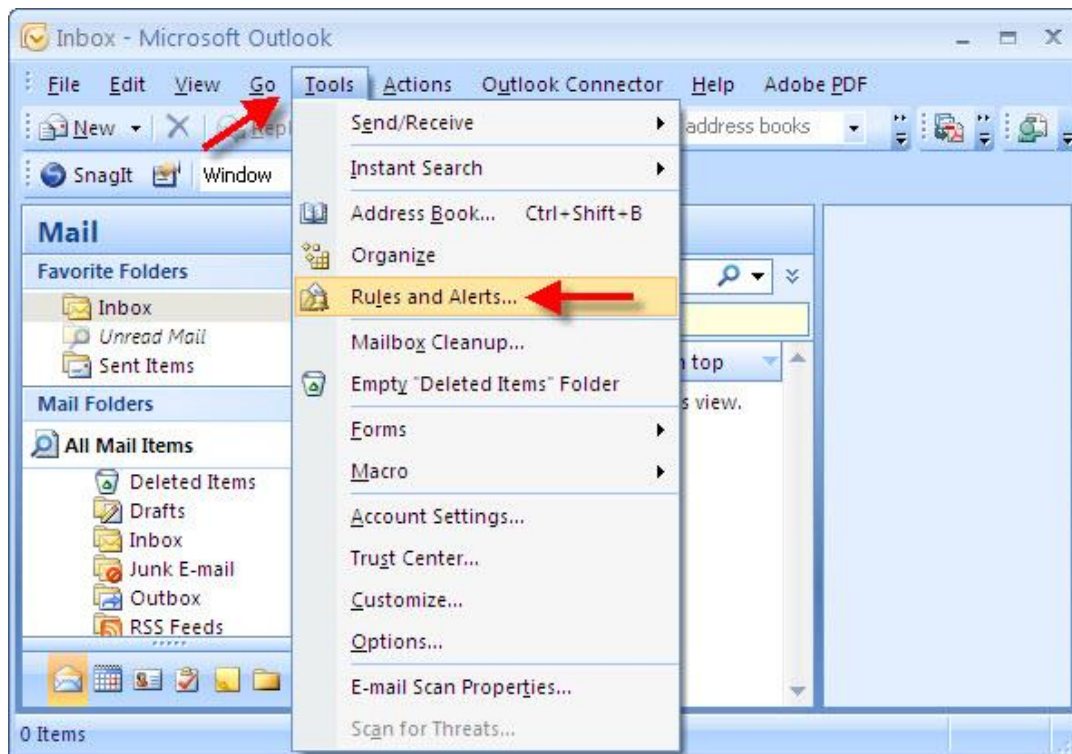 Inbox - Microsoft Outlook
File Edit View Go Tools Actions Outlook Connector Help Adobe PDF
New Repl address books
SnagIt Window
Send/Receive
Instant Search
Address Book... Ctrl+Shift+B
Organize
Rules and Alerts...
Mailbox Cleanup...
Empty "Deleted Items" Folder
Forms
Macro
Account Settings...
Trust Center...
Customize...
Options...
E-mail Scan Properties...
Scan for Threats...
Mail
Favorite Folders
Inbox
Unread Mail
Sent Items
Mail Folders
All Mail Items
Deleted Items
Drafts
Inbox
Junk E-mail
Outbox
RSS Feeds
top
s view.
0 Items